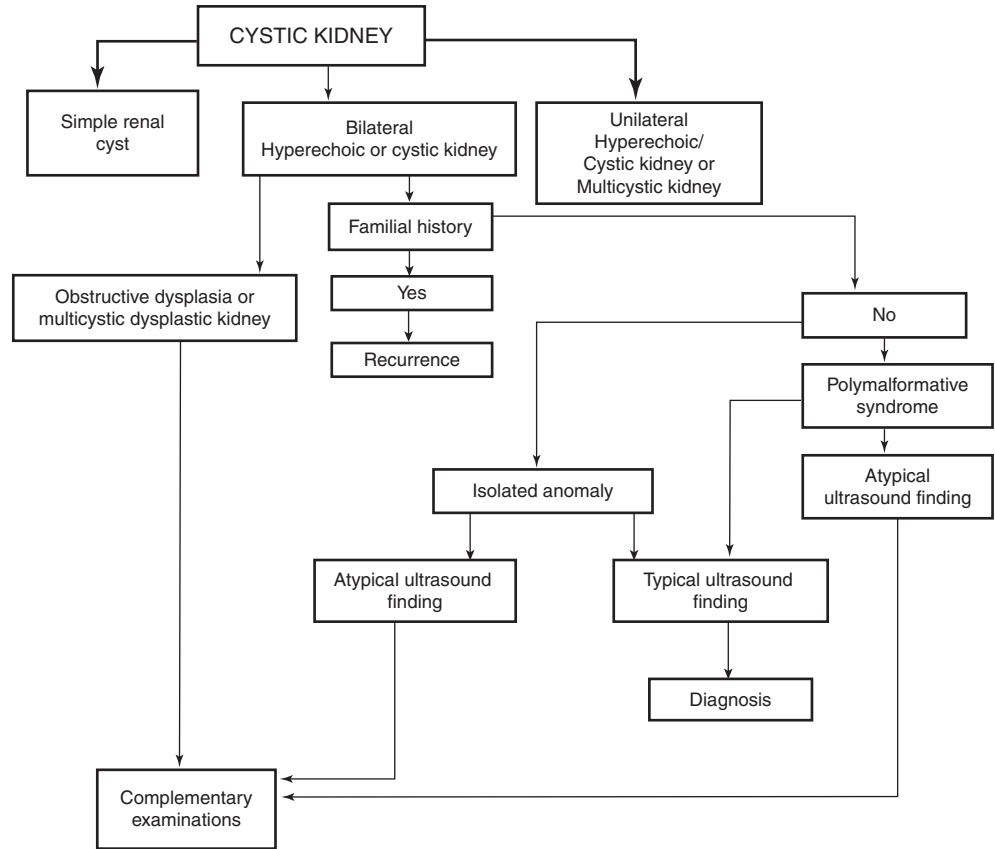 CYSTIC KIDNEY
Simple renal
cyst
Bilateral
Hyperechoic or cystic kidney
Unilateral
Hyperechoic/
Cystic kidney or
Multicystic kidney
Familial history
Obstructive dysplasia or
multicystic dysplastic kidney
Yes
No
Recurrence
Polymalformative
syndrome
Isolated anomaly
Atypical
ultrasound finding
Atypical ultrasound
finding
Typical ultrasound
finding
Diagnosis
Complementary
examinations